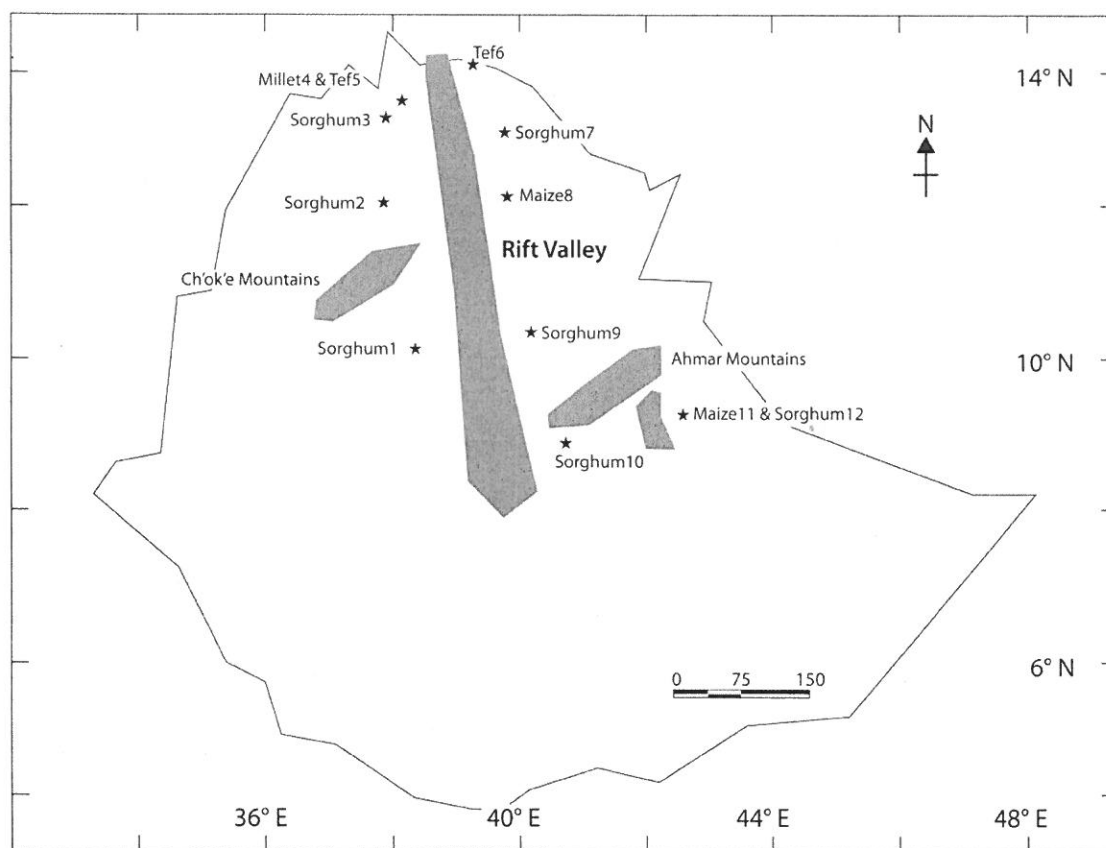 Tef6
Millet4 & Tef5
14° N
Sorghum3
Sorghum7
N
Sorghum2
Maize8
Rift Valley
Ch'ok'e Mountains
Sorghum1
Sorghum9
Ahmar Mountains
10° N
Maize11 & Sorghum12
Sorghum10
6° N
0 75 150
36° E 40° E 44° E 48° E